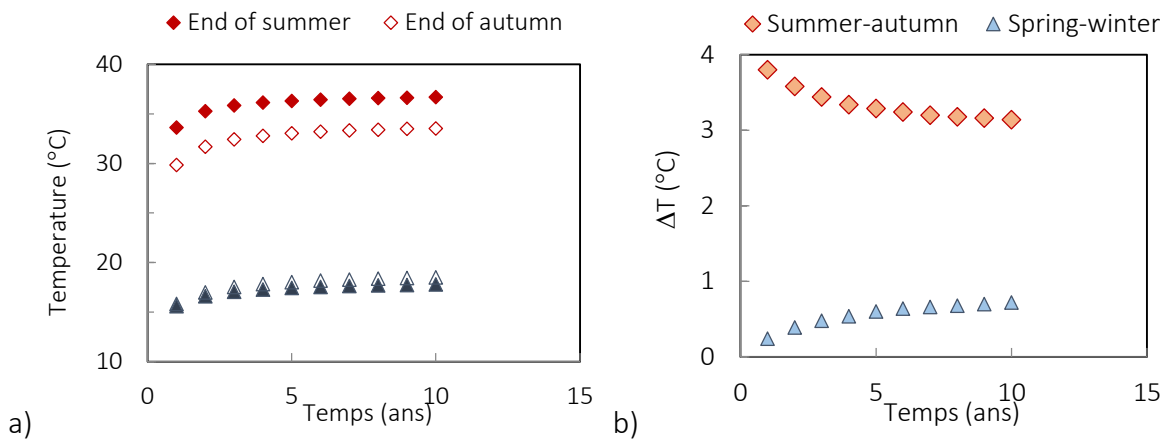 End of summer End of autumn
40
30
20
10
0 5 10 15
Temperature (°C)
Temps (ans)
a)
Summer-autumn Spring-winter
4
3
2
1
0
0 5 10 15
ΔT (°C)
Temps (ans)
b)